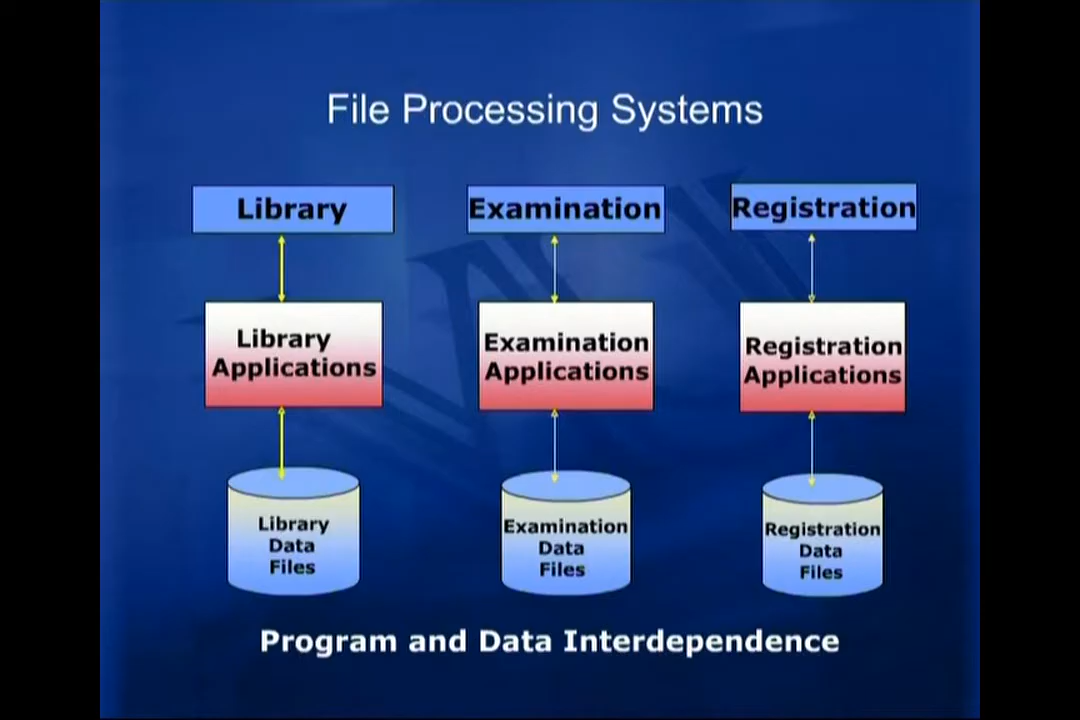 File Processing Systems
Library
Examination
Registration
Library
Applications
Examination
Applications
Registration
Applications
Library
Data
Files
Examination
Data
Files
Registration
Data
Files
Program and Data Interdependence